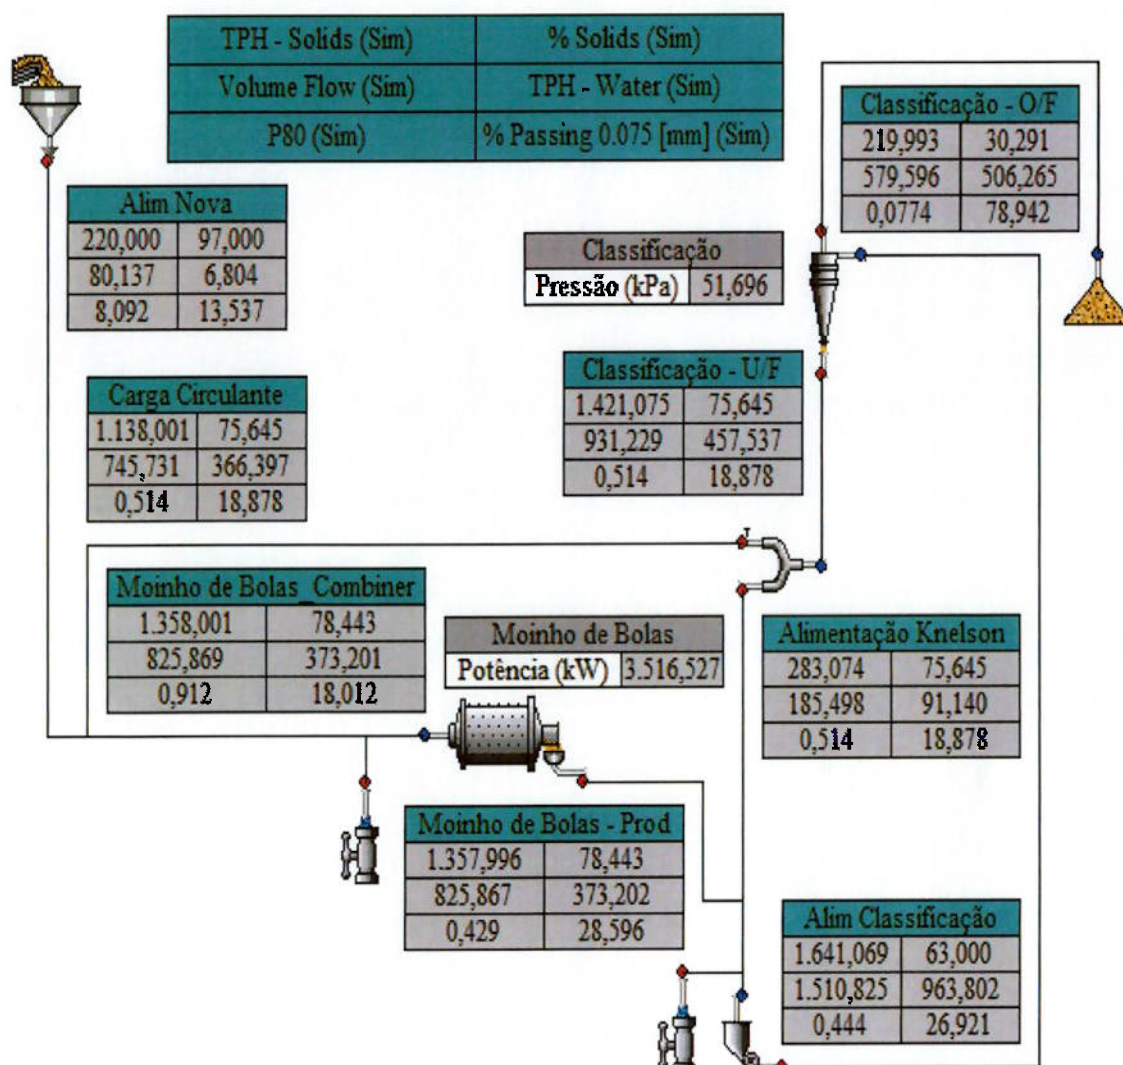 TPH - Solids (Sim) % Solids (Sim)
Volume Flow (Sim) TPH - Water (Sim)
P80 (Sim) % Passing 0.075 [mm] (Sim)
Classificação - O/F
219,993 30,291
579,596 506,265
0,0774 78,942
Alim Nova
220,000 97,000
80,137 6,804
8,092 13,537
Classificação
Pressão (kPa) 51,696
Classificação - U/F
1.421,075 75,645
931,229 457,537
0,514 18,878
Carga Circulante
1.138,001 75,645
745,731 366,397
0,514 18,878
Moinho de Bolas_Combiner
1.358,001 78,443
825,869 373,201
0,912 18,012
Moinho de Bolas
Potência (kW) 3.516,527
Alimentação Knelson
283,074 75,645
185,498 91,140
0,514 18,878
Moinho de Bolas - Prod
1.357,996 78,443
825,867 373,202
0,429 28,596
Alim Classificação
1.641,069 63,000
1.510,825 963,802
0,444 26,921